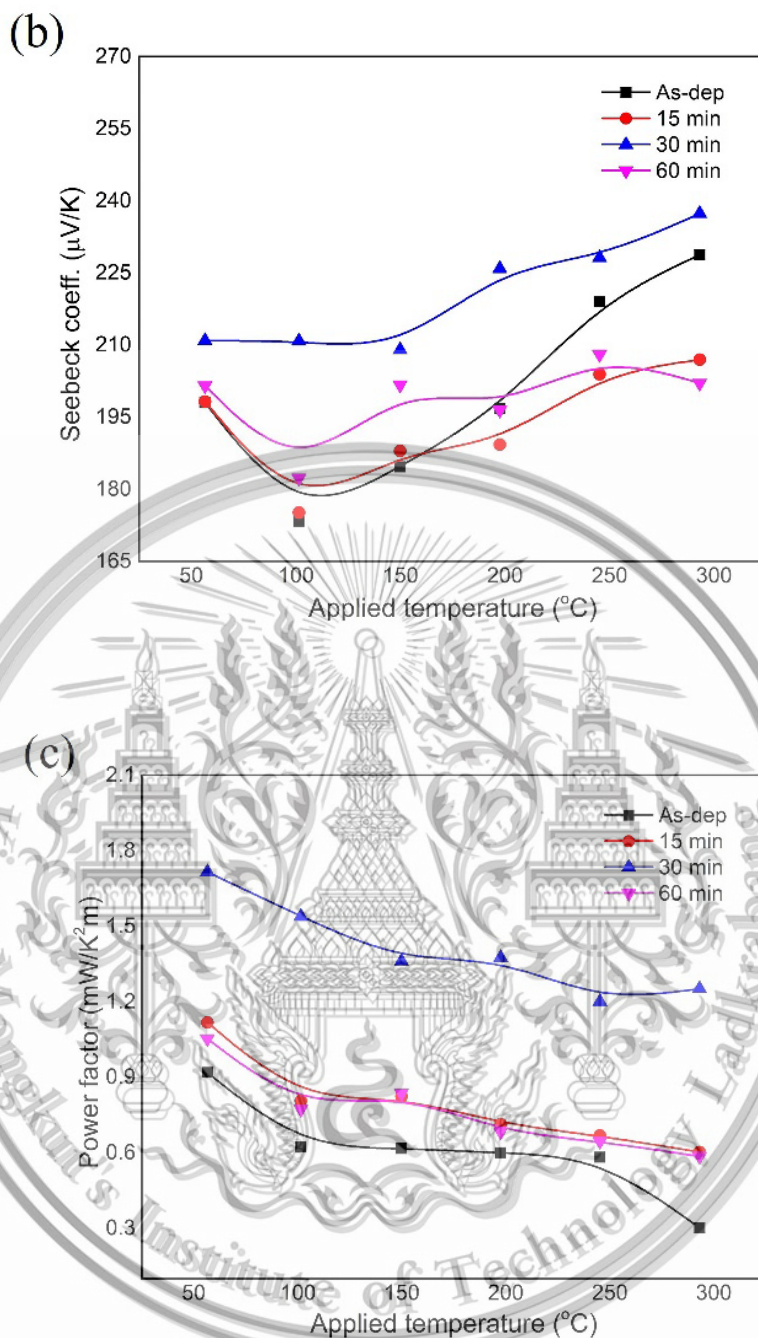 (b)
270
255
240
225
210
195
180
165
Seebeck coeff. (μV/K)
As-dep
15 min
30 min
60 min
50 100 150 200 250 300
Applied temperature (°C)
(c)
2.1
1.8
1.5
1.2
0.9
0.6
0.3
Power factor (mW/K²m)
As-dep
15 min
30 min
60 min
50 100 150 200 250 300
Applied temperature (°C)
Institute of Technology